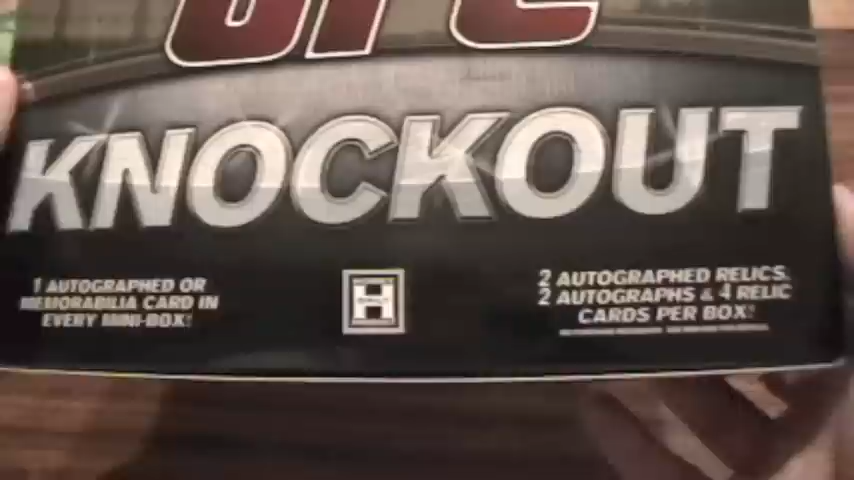 UFC
KNOCKOUT
1 AUTOGRAPHED OR
MEMORABILIA CARD IN
EVERY MINI-BOX!
H
2 AUTOGRAPHED RELICS,
2 AUTOGRAPHS & 4 RELIC
CARDS PER BOX!